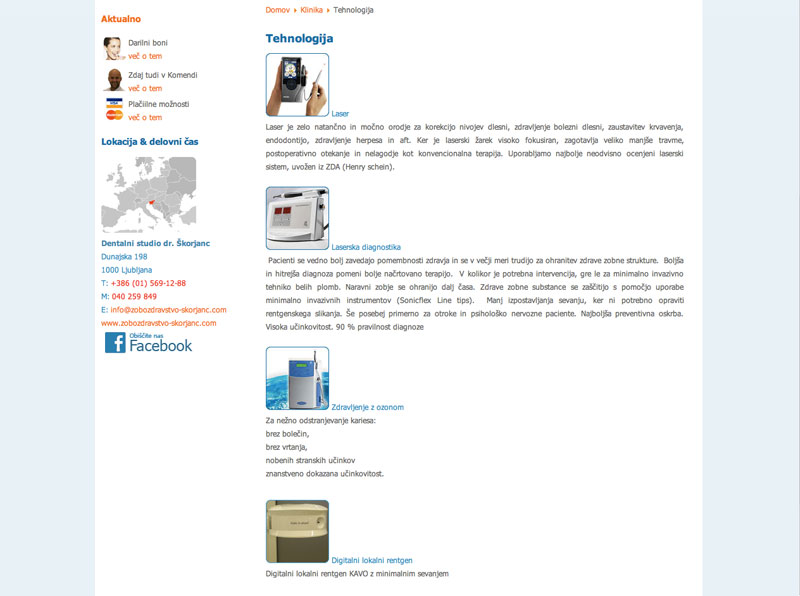 Aktualno
Darilni boni
več o tem
Zdaj tudi v Komendi
več o tem
VISA
MasterCard
Plačilne možnosti
več o tem
Lokacija & delovni čas
Dentalni studio dr. Škorjanc
Dunajska 198
1000 Ljubljana
T: +386 (01) 569-12-88
M: 040 259 849
E: info@zobozdravstvo-skorjanc.com
www.zobozdravstvo-skorjanc.com
Obiščite nas
Facebook
Domov Klinika Tehnologija
Tehnologija
Laser
Laser je zelo natančno in močno orodje za korekcijo nivojev dlesni, zdravljenje bolezni dlesni, zaustavitev krvavenja,
endodontijo, zdravljenje herpesa in aft. Ker je laserski žarek visoko fokusiran, zagotavlja veliko manjše travme,
postoperativno otekanje in nelagodje kot konvencionalna terapija. Uporabljamo najbolje neodvisno ocenjeni laserski
sistem, uvožen iz ZDA (Henry schein).
Laserska diagnostika
Pacienti se vedno bolj zavedajo pomembnosti zdravja in se v večji meri trudijo za ohranitev zdrave zobne strukture. Boljša
in hitrejša diagnoza pomeni bolje načrtovano terapijo. V kolikor je potrebna intervencija, gre le za minimalno invazivno
tehniko belih plomb. Naravni zobje se ohranijo dalj časa. Zdrave zobne substance se zaščitijo s pomočjo uporabe
minimalno invazivnih instrumentov (Sonicflex Line tips). Manj izpostavljanja sevanju, ker ni potrebno opraviti
rentgenskega slikanja. Še posebej primerno za otroke in psihološko nervozne paciente. Najboljša preventivna oskrba.
Visoka učinkovitost. 90 % pravilnost diagnoze
Zdravljenje z ozonom
Za nežno odstranjevanje kariesa:
brez bolečin,
brez vrtanja,
nobenih stranskih učinkov
znanstveno dokazana učinkovitost.
Digitalni lokalni rentgen
Digitalni lokalni rentgen KAVO z minimalnim sevanjem